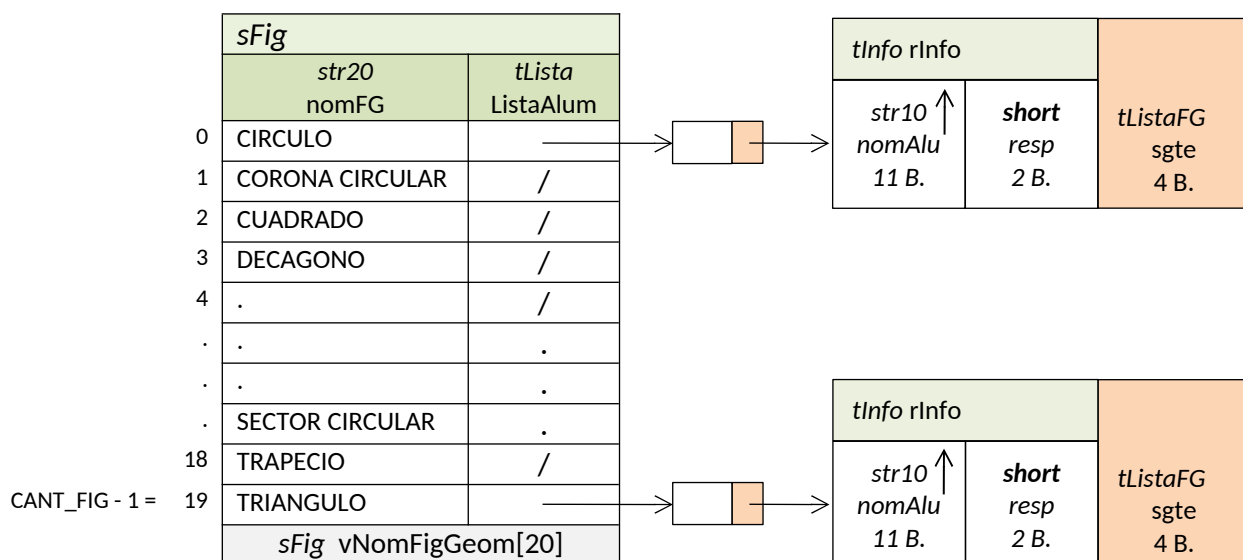 sFig
str20 tLista
nomFG ListaAlum
0 CIRCULO
1 CORONA CIRCULAR /
2 CUADRADO /
3 DECAGONO /
4 . /
. . .
. . .
. SECTOR CIRCULAR .
18 TRAPECIO /
CANT_FIG - 1 = 19 TRIANGULO
sFig vNomFigGeom[20]
tInfo rInfo
str10 short tListaFG
nomAlu resp sgte
11 B. 2 B. 4 B.
tInfo rInfo
str10 short tListaFG
nomAlu resp sgte
11 B. 2 B. 4 B.